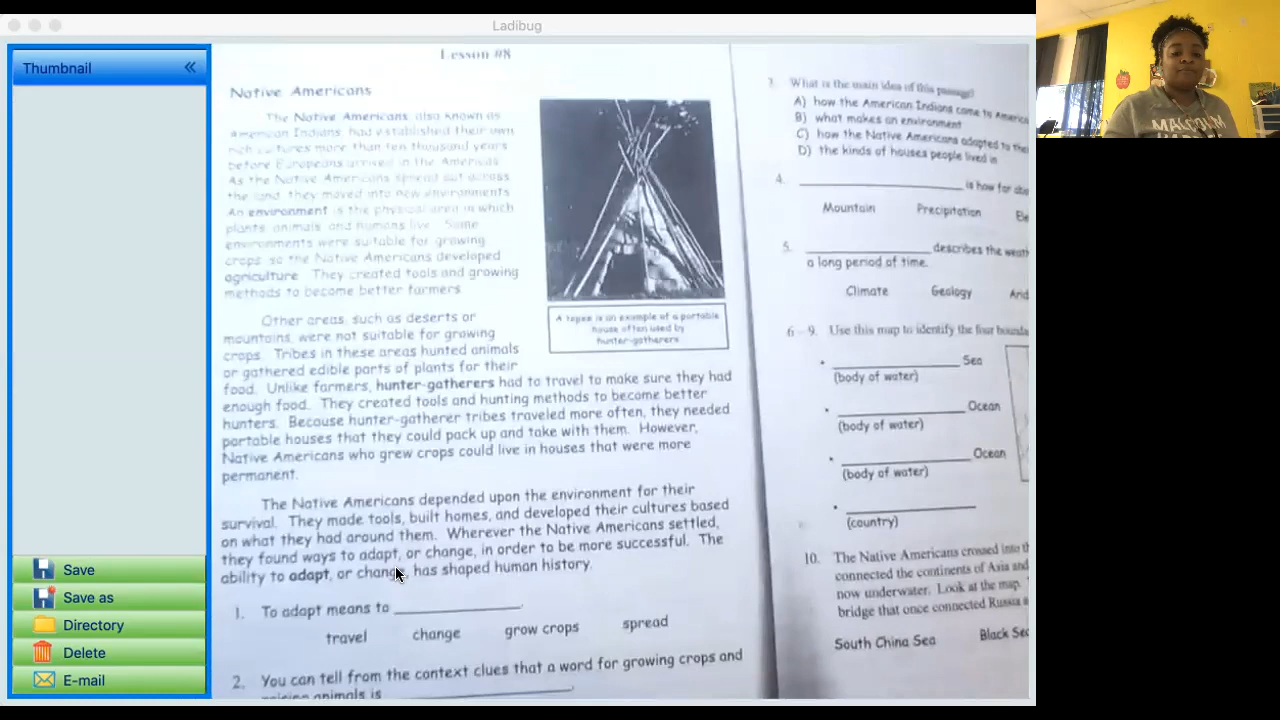 Ladibug
Thumbnail
Save
Save as
Directory
Delete
E-mail
Lesson #8
Native Americans
The Native Americans, also known as
American Indians, had established their own
rich cultures more than ten thousand years
before Europeans arrived in the Americas.
As the Native Americans spread out across
the land, they moved into new environments.
An environment is the physical area in which
plants, animals, and humans live. Some
environments were suitable for growing
crops, so the Native Americans developed
agriculture. They created tools and growing
methods to become better farmers.
Other areas, such as deserts or
mountains, were not suitable for growing
crops. Tribes in these areas hunted animals
or gathered edible parts of plants for their
food. Unlike farmers, hunter-gatherers had to travel to make sure they had
enough food. They created tools and hunting methods to become better
hunters. Because hunter-gatherer tribes traveled more often, they needed
portable houses that they could pack up and take with them. However,
Native Americans who grew crops could live in houses that were more
permanent.
A tepee is an example of a portable
house often used by
hunter-gatherers.
The Native Americans depended upon the environment for their
survival. They made tools, built homes, and developed their cultures based
on what they had around them. Wherever the Native Americans settled,
they found ways to adapt, or change, in order to be more successful. The
ability to adapt, or change, has shaped human history.
1. To adapt means to ____________.
travel change grow crops spread
2. You can tell from the context clues that a word for growing crops and
raising animals is ____________.
3. What is the main idea of this passage?
A) how the American Indians came to America
B) what makes an environment
C) how the Native Americans adapted to
D) the kinds of houses people lived in
4. ____________ is how far
Mountain Precipitation
5. ____________ describes the
a long period of time.
Climate Geology
6 - 9. Use this map to identify the four
• ____________ Sea
(body of water)
• ____________ Ocean
(body of water)
• ____________ Ocean
(body of water)
• ____________
(country)
10. The Native Americans crossed into
connected the continents of Asia and
now underwater. Look at the map.
bridge that once connected Russia
South China Sea Black
MALCOLM